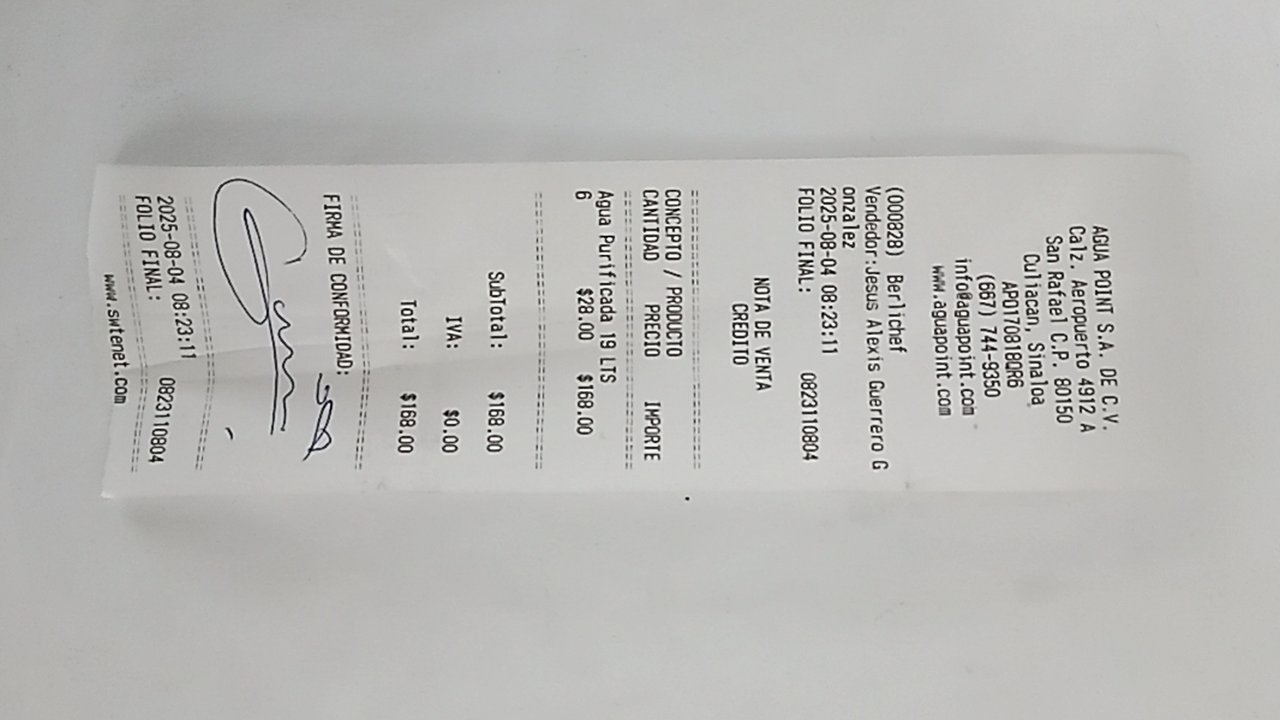 AGUA POINT S.A. DE C.V.
Calz. Aeropuerto 4912 A
San Rafael C.P. 80150
Culiacan, Sinaloa
APO170818QR6
(667) 744-9350
info@aguapoint.com
www.aguapoint.com
(000828) Berlichef
Vendedor:Jesus Alexis Guerrero G
onzalez
2025-08-04 08:23:11
FOLIO FINAL: 0823110804
NOTA DE VENTA
CREDITO
CONCEPTO / PRODUCTO
CANTIDAD PRECIO IMPORTE
Agua Purificada 19 LTS
6 $28.00 $168.00
SubTotal: $168.00
IVA: $0.00
Total: $168.00
FIRMA DE CONFORMIDAD:
2025-08-04 08:23:11
FOLIO FINAL: 0823110804
www.swtenet.com